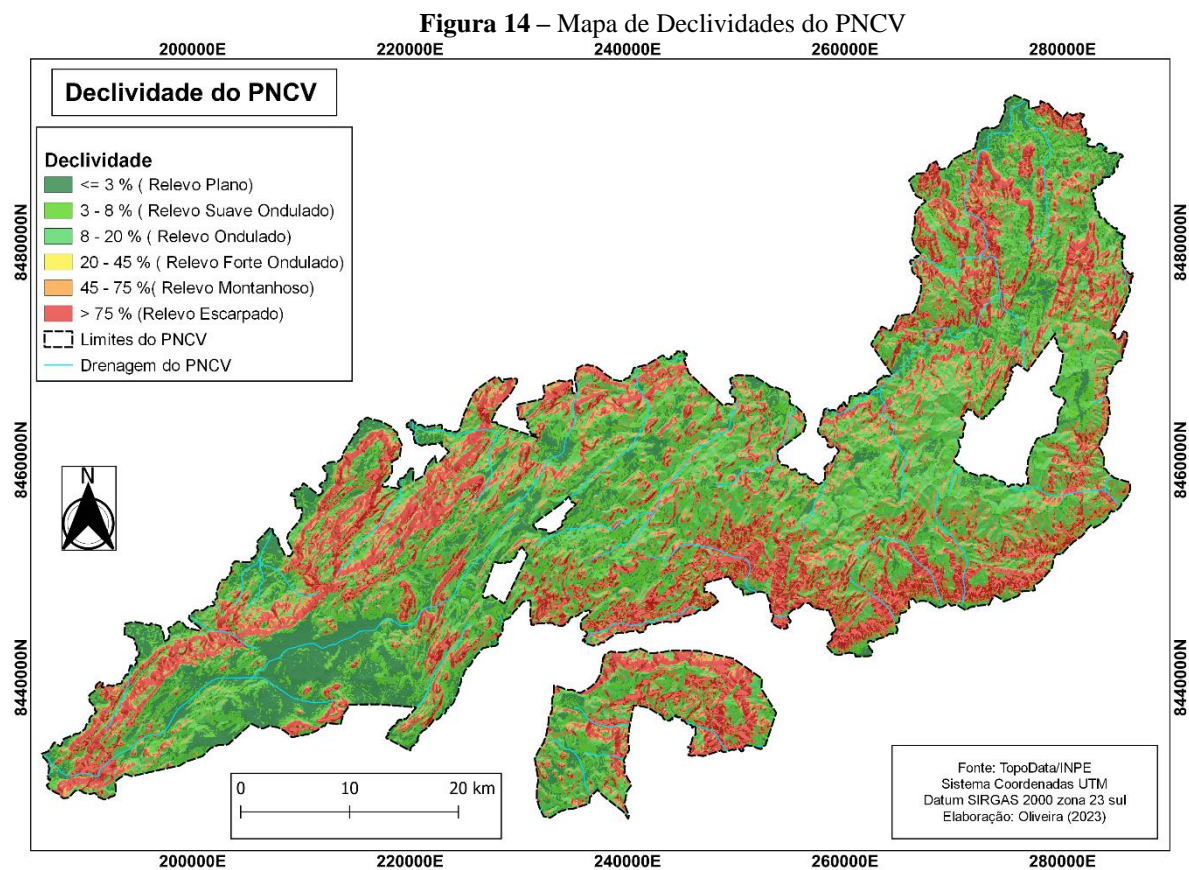 Figura 14 – Mapa de Declividades do PNCV
200000E 220000E 240000E 260000E 280000E
Declividade do PNCV
Declividade
<= 3 % ( Relevo Plano)
3 - 8 % ( Relevo Suave Ondulado)
8 - 20 % ( Relevo Ondulado)
20 - 45 % ( Relevo Forte Ondulado)
45 - 75 %( Relevo Montanhoso)
> 75 % (Relevo Escarpado)
Limites do PNCV
Drenagem do PNCV
8480000N 8480000N
8460000N 8460000N
N
8440000N 8440000N
0 10 20 km
Fonte: TopoData/INPE
Sistema Coordenadas UTM
Datum SIRGAS 2000 zona 23 sul
Elaboração: Oliveira (2023)
200000E 220000E 240000E 260000E 280000E